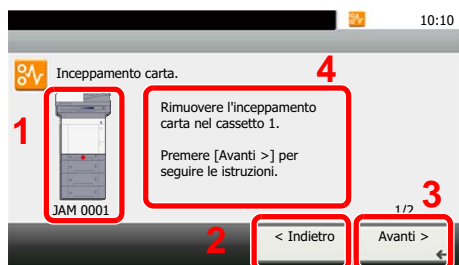 10:10
Inceppamento carta.
4
1
Rimuovere l'inceppamento
carta nel cassetto 1.
Premere [Avanti >] per
seguire le istruzioni.
JAM 0001
1/2
3
2
< Indietro
Avanti >